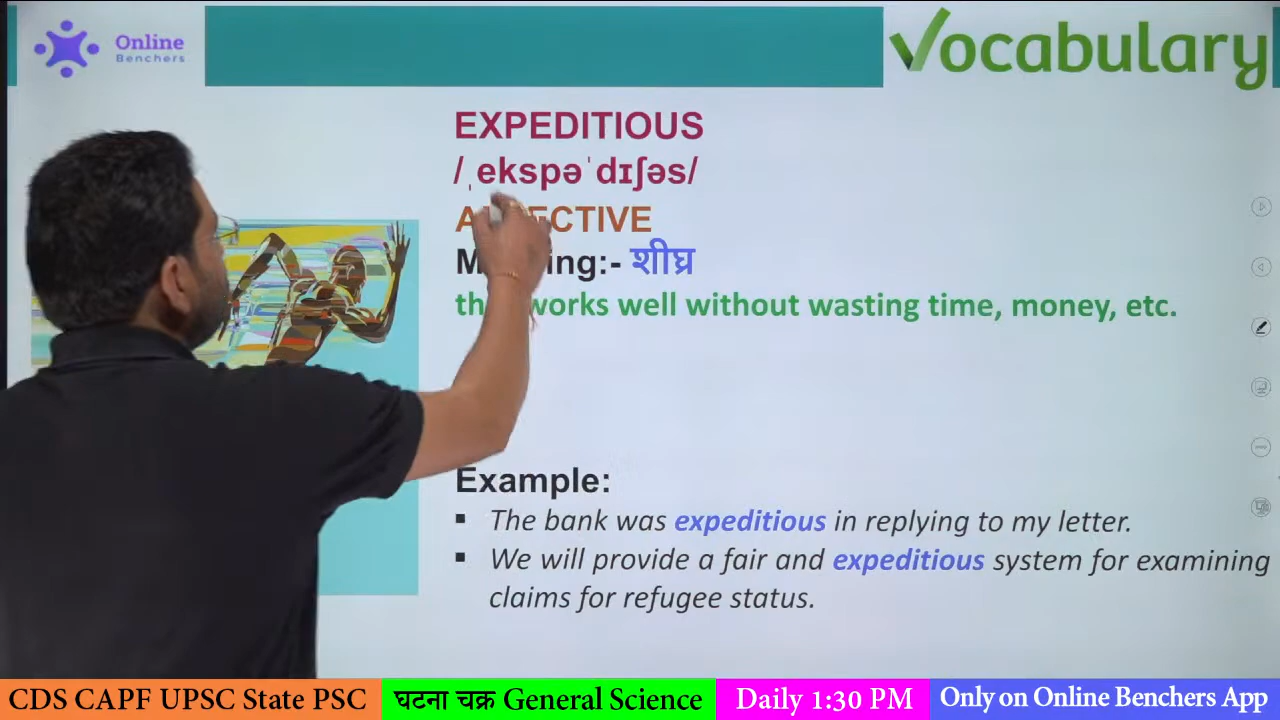 Online
Benchers
Vocabulary
EXPEDITIOUS
/ˌekspəˈdɪʃəs/
ADJECTIVE
Meaning:- शीघ्र
works well without wasting time, money, etc.
Example:
▪ The bank was expeditious in replying to my letter.
▪ We will provide a fair and expeditious system for examining
claims for refugee status.
CDS CAPF UPSC State PSC
घटना चक्र General Science
Daily 1:30 PM
Only on Online Benchers App